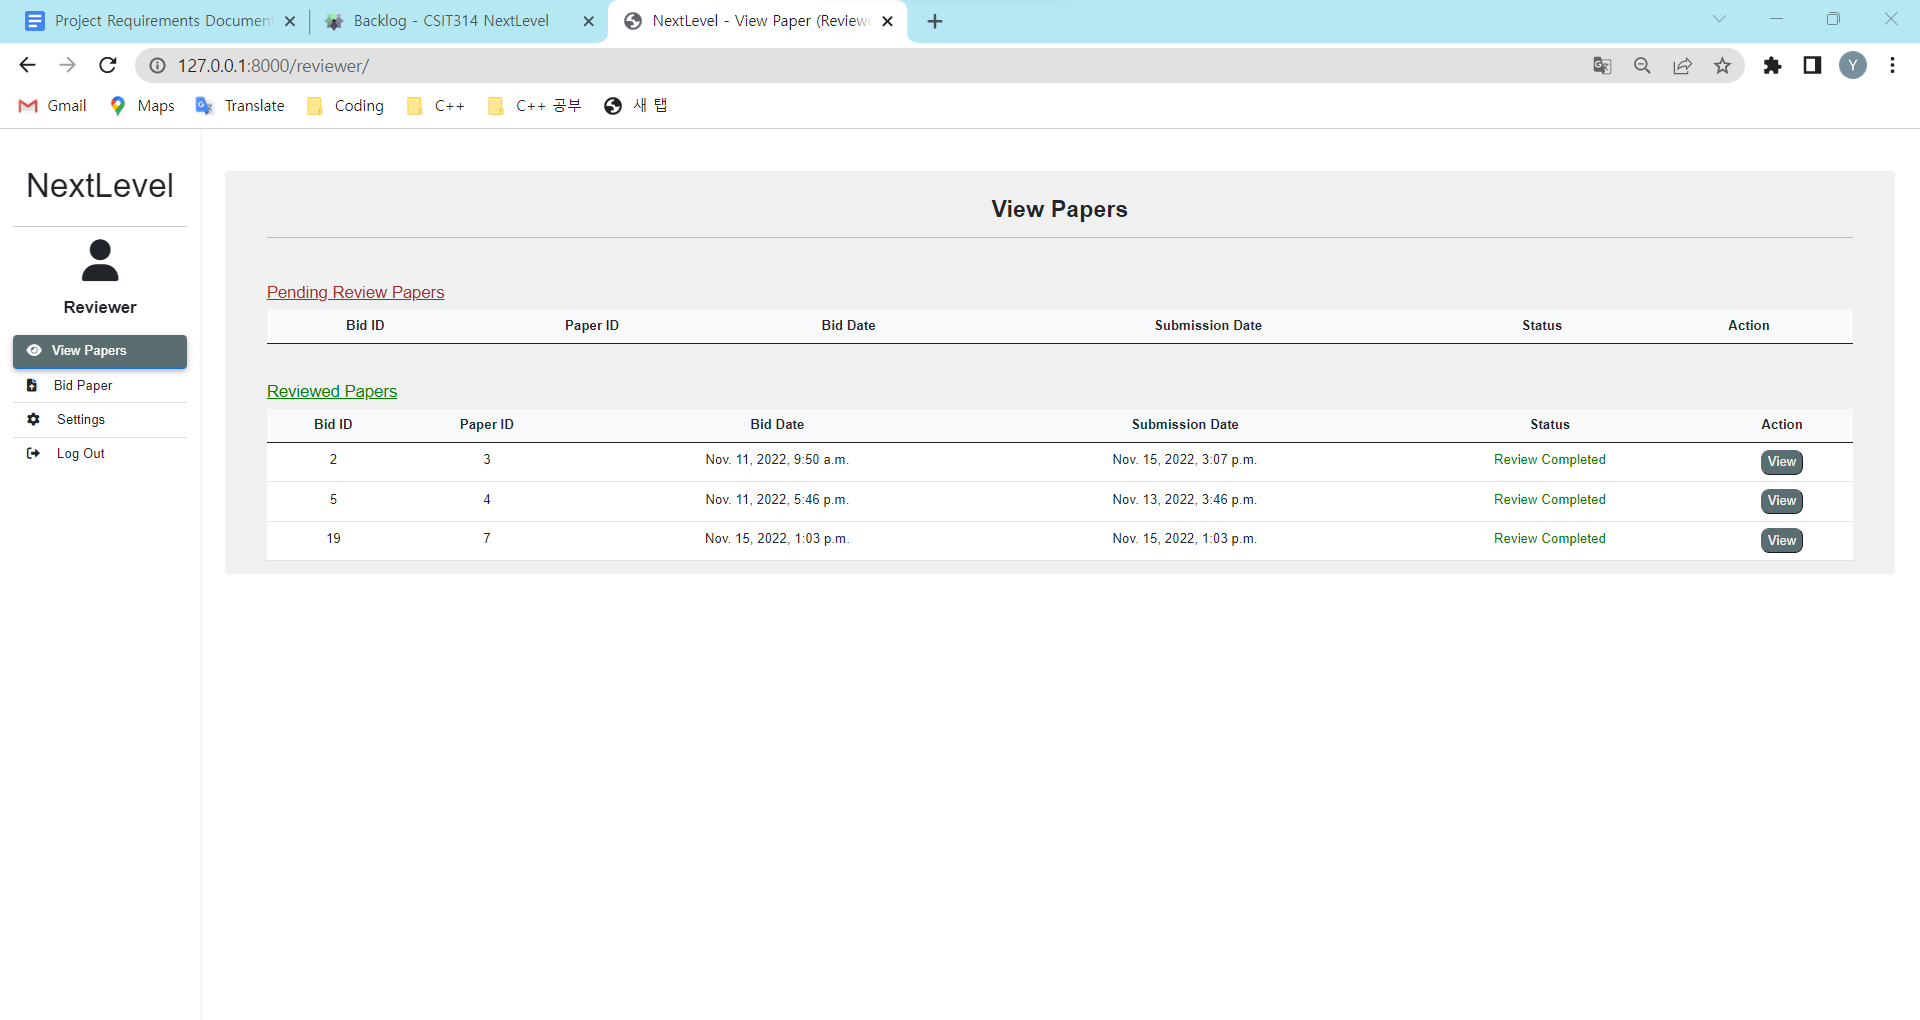 Project Requirements Documen
Backlog - CSIT314 NextLevel
NextLevel - View Paper (Reviewe
127.0.0.1:8000/reviewer/
Y
Gmail
Maps
Translate
Coding
C++
C++ 공부
새 탭
NextLevel
Reviewer
View Papers
Bid Paper
Settings
Log Out
View Papers
Pending Review Papers
Bid ID Paper ID Bid Date Submission Date Status Action
Reviewed Papers
Bid ID Paper ID Bid Date Submission Date Status Action
2 3 Nov. 11, 2022, 9:50 a.m. Nov. 15, 2022, 3:07 p.m. Review Completed View
5 4 Nov. 11, 2022, 5:46 p.m. Nov. 13, 2022, 3:46 p.m. Review Completed View
19 7 Nov. 15, 2022, 1:03 p.m. Nov. 15, 2022, 1:03 p.m. Review Completed View